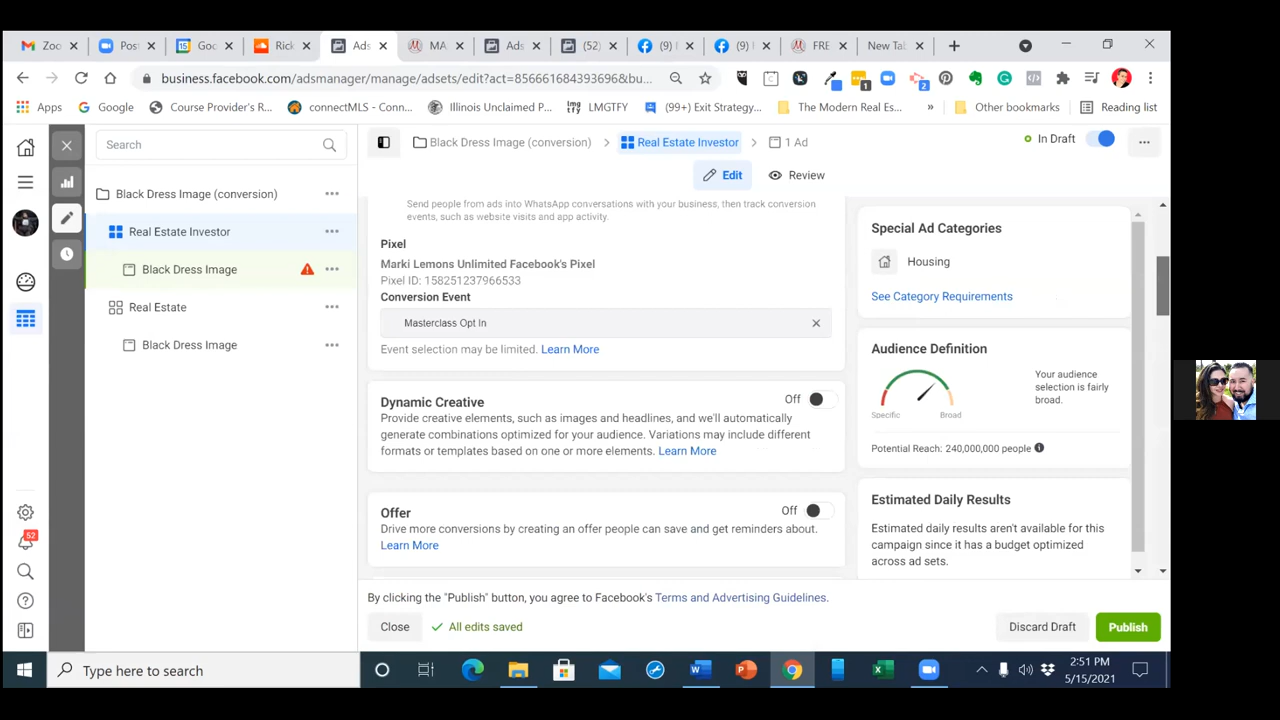 Zoo
Pos
Goo
Rick
Ads
MA
Ads
(52)
(9)
(9)
FRE
New Ta
business.facebook.com/adsmanager/manage/adsets/edit?act=856661684393696&bu...
1
2
Apps
Google
Course Provider's R...
connectMLS - Conn...
Illinois Unclaimed P...
LMGTFY
(99+) Exit Strategy...
The Modern Real Es...
»
Other bookmarks
Reading list
Search
Black Dress Image (conversion)
Real Estate Investor
1 Ad
In Draft
Edit
Review
Black Dress Image (conversion)
Real Estate Investor
Black Dress Image
Real Estate
Black Dress Image
52
Send people from ads into WhatsApp conversations with your business, then track conversion
events, such as website visits and app activity.
Pixel
Marki Lemons Unlimited Facebook's Pixel
Pixel ID: 158251237966533
Conversion Event
Masterclass Opt In
Event selection may be limited. Learn More
Dynamic Creative
Off
Provide creative elements, such as images and headlines, and we'll automatically
generate combinations optimized for your audience. Variations may include different
formats or templates based on one or more elements. Learn More
Offer
Off
Drive more conversions by creating an offer people can save and get reminders about.
Learn More
Special Ad Categories
Housing
See Category Requirements
Audience Definition
Your audience
selection is fairly
broad.
Specific
Broad
Potential Reach: 240,000,000 people
Estimated Daily Results
Estimated daily results aren't available for this
campaign since it has a budget optimized
across ad sets.
By clicking the "Publish" button, you agree to Facebook's Terms and Advertising Guidelines.
Close
All edits saved
Discard Draft
Publish
Type here to search
2:51 PM
5/15/2021